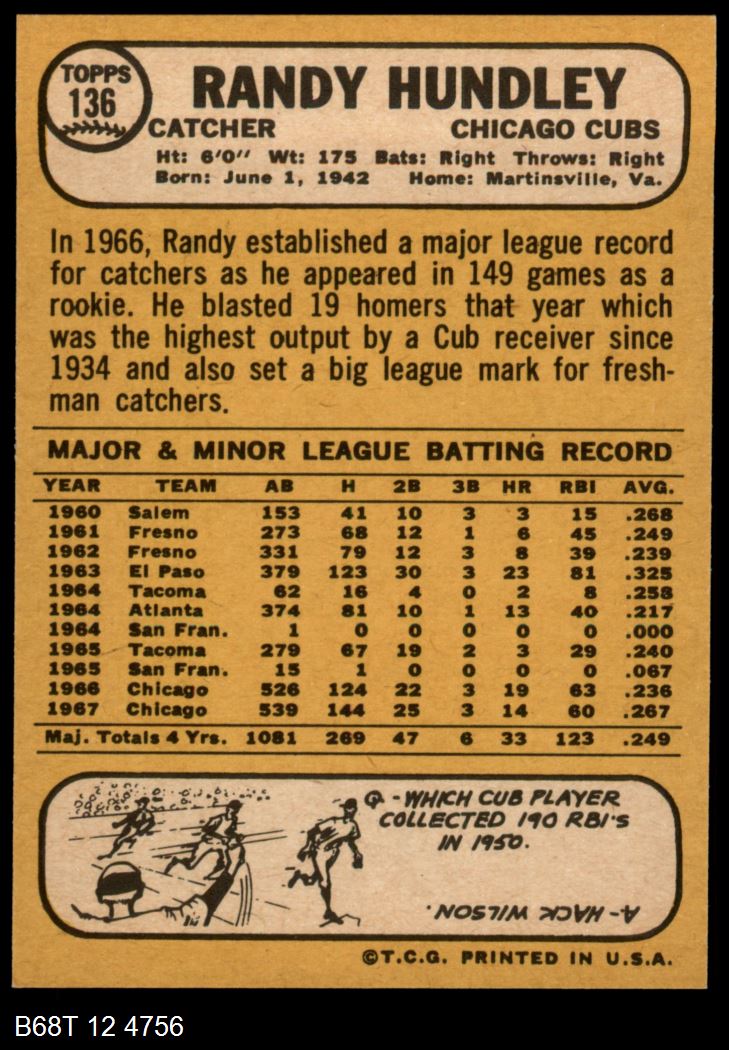 TOPPS
136
RANDY HUNDLEY
CATCHER CHICAGO CUBS
Ht: 6'0" Wt: 175 Bats: Right Throws: Right
Born: June 1, 1942 Home: Martinsville, Va.
In 1966, Randy established a major league record
for catchers as he appeared in 149 games as a
rookie. He blasted 19 homers that year which
was the highest output by a Cub receiver since
1934 and also set a big league mark for fresh-
man catchers.
MAJOR & MINOR LEAGUE BATTING RECORD
YEAR TEAM AB H 2B 3B HR RBI AVG.
1960 Salem 153 41 10 3 3 15 .268
1961 Fresno 273 68 12 1 6 45 .249
1962 Fresno 331 79 12 3 8 39 .239
1963 El Paso 379 123 30 3 23 81 .325
1964 Tacoma 62 16 4 0 2 8 .258
1964 Atlanta 374 81 10 1 13 40 .217
1964 San Fran. 1 0 0 0 0 0 .000
1965 Tacoma 279 67 19 2 3 29 .240
1965 San Fran. 15 1 0 0 0 0 .067
1966 Chicago 526 124 22 3 19 63 .236
1967 Chicago 539 144 25 3 14 60 .267
Maj. Totals 4 Yrs. 1081 269 47 6 33 123 .249
Q - WHICH CUB PLAYER
COLLECTED 190 RBI'S
IN 1950.
A - HACK WILSON.
©T.C.G. PRINTED IN U.S.A.
B68T 12 4756